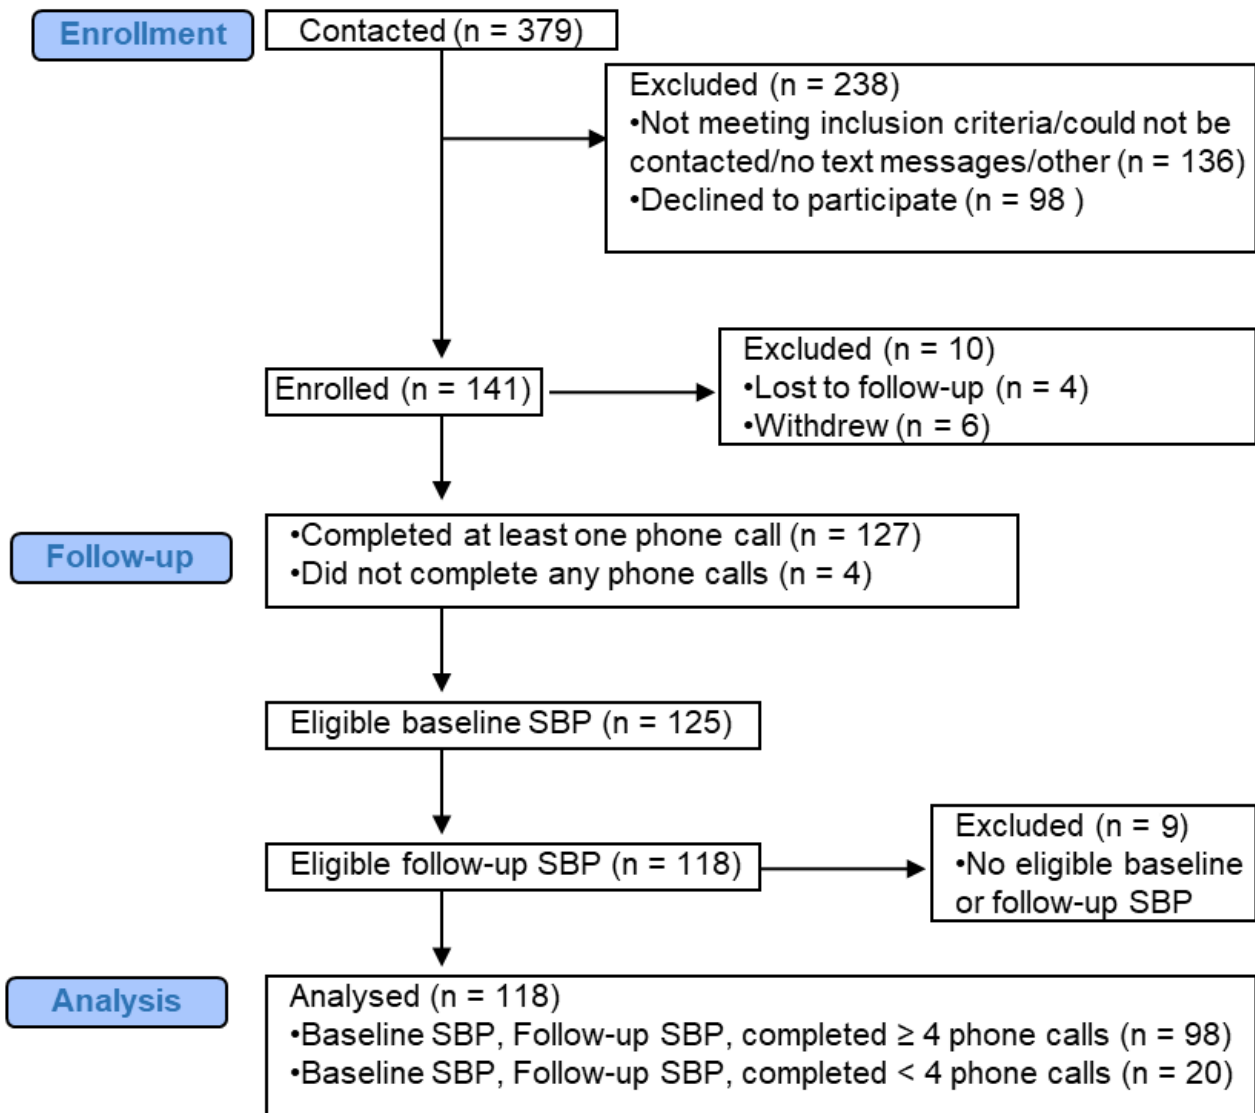 Enrollment
Contacted (n = 379)
Excluded (n = 238)
•Not meeting inclusion criteria/could not be
contacted/no text messages/other (n = 136)
•Declined to participate (n = 98 )
Enrolled (n = 141)
Excluded (n = 10)
•Lost to follow-up (n = 4)
•Withdrew (n = 6)
Follow-up
•Completed at least one phone call (n = 127)
•Did not complete any phone calls (n = 4)
Eligible baseline SBP (n = 125)
Eligible follow-up SBP (n = 118)
Excluded (n = 9)
•No eligible baseline
or follow-up SBP
Analysis
Analysed (n = 118)
•Baseline SBP, Follow-up SBP, completed ≥ 4 phone calls (n = 98)
•Baseline SBP, Follow-up SBP, completed < 4 phone calls (n = 20)